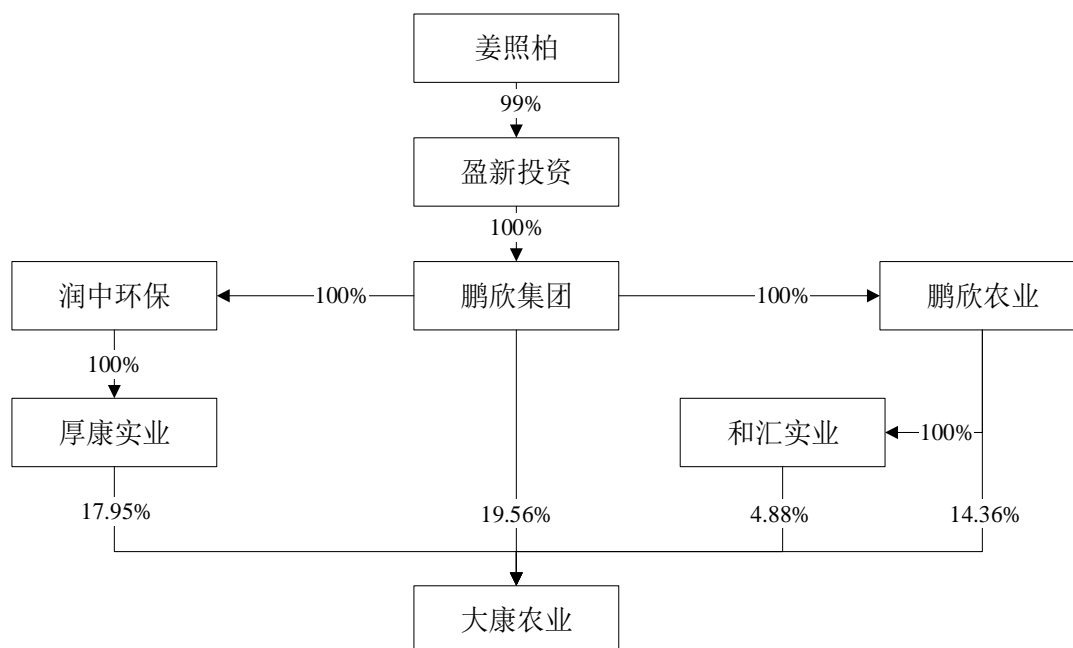 姜照柏
99%
盈新投资
100%
润中环保
100%
鹏欣集团
100%
鹏欣农业
100%
厚康实业
和汇实业
100%
17.95%
19.56%
4.88%
14.36%
大康农业